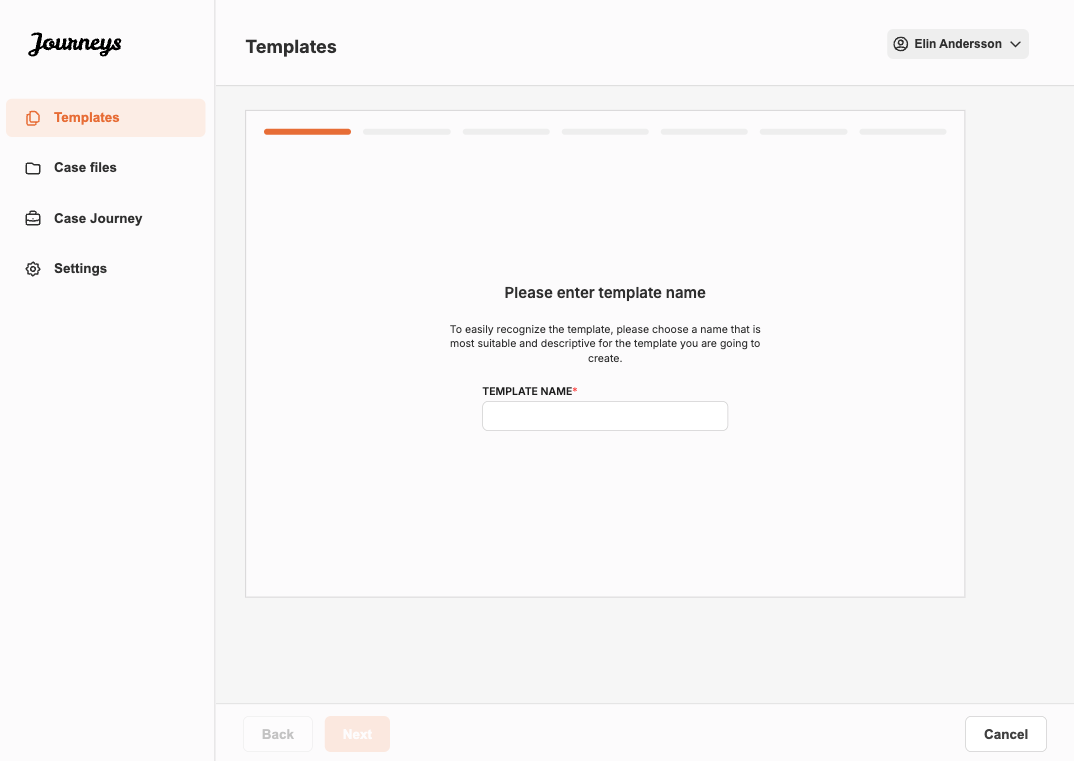 Journeys
Templates
Elin Andersson
Templates
Case files
Case Journey
Settings
Please enter template name
To easily recognize the template, please choose a name that is
most suitable and descriptive for the template you are going to
create.
TEMPLATE NAME*
Back
Next
Cancel